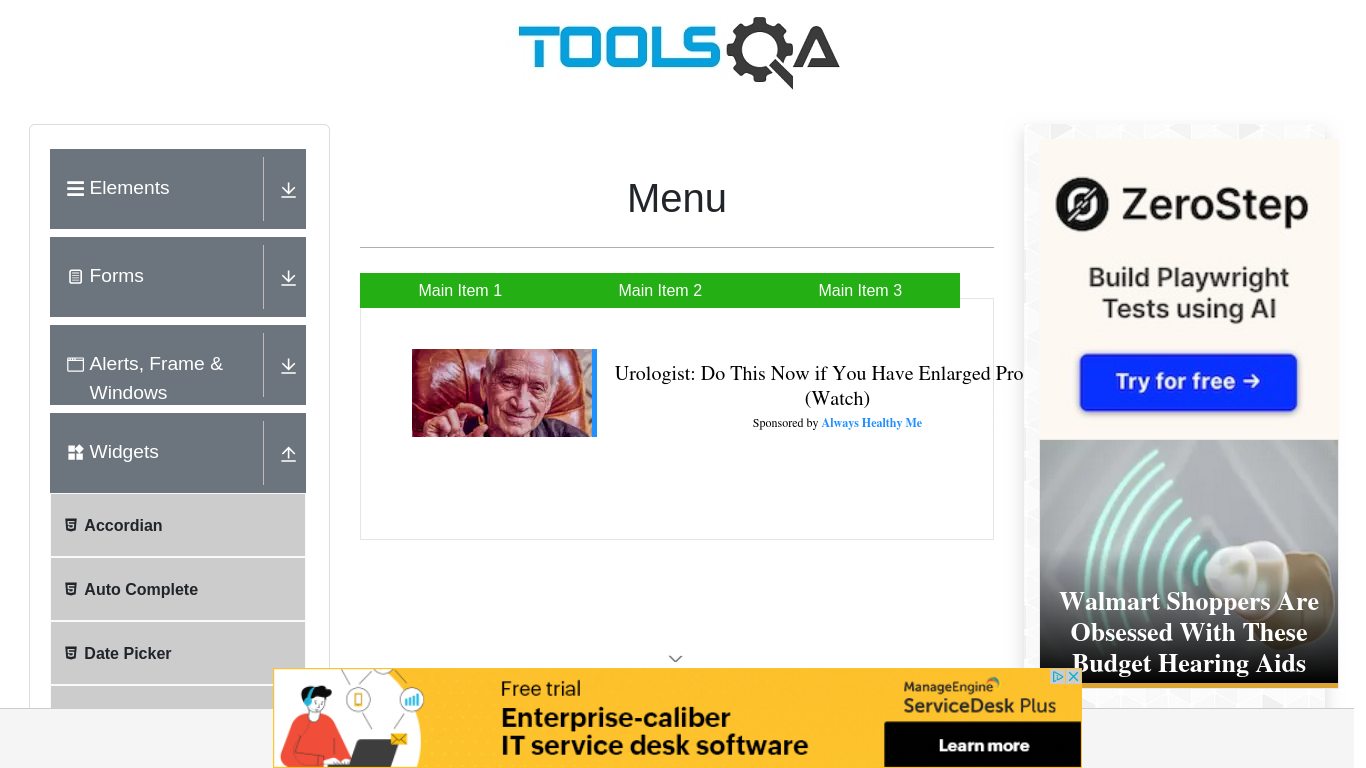 TOOLSQA
Elements
Forms
Alerts, Frame &
Windows
Widgets
Accordian
Auto Complete
Date Picker
Menu
Main Item 1
Main Item 2
Main Item 3
Urologist: Do This Now if You Have Enlarged Pro
(Watch)
Sponsored by Always Healthy Me
ZeroStep
Build Playwright
Tests using AI
Try for free →
Walmart Shoppers Are
Obsessed With These
Budget Hearing Aids
Free trial
Enterprise-caliber
IT service desk software
ManageEngine
ServiceDesk Plus
Learn more